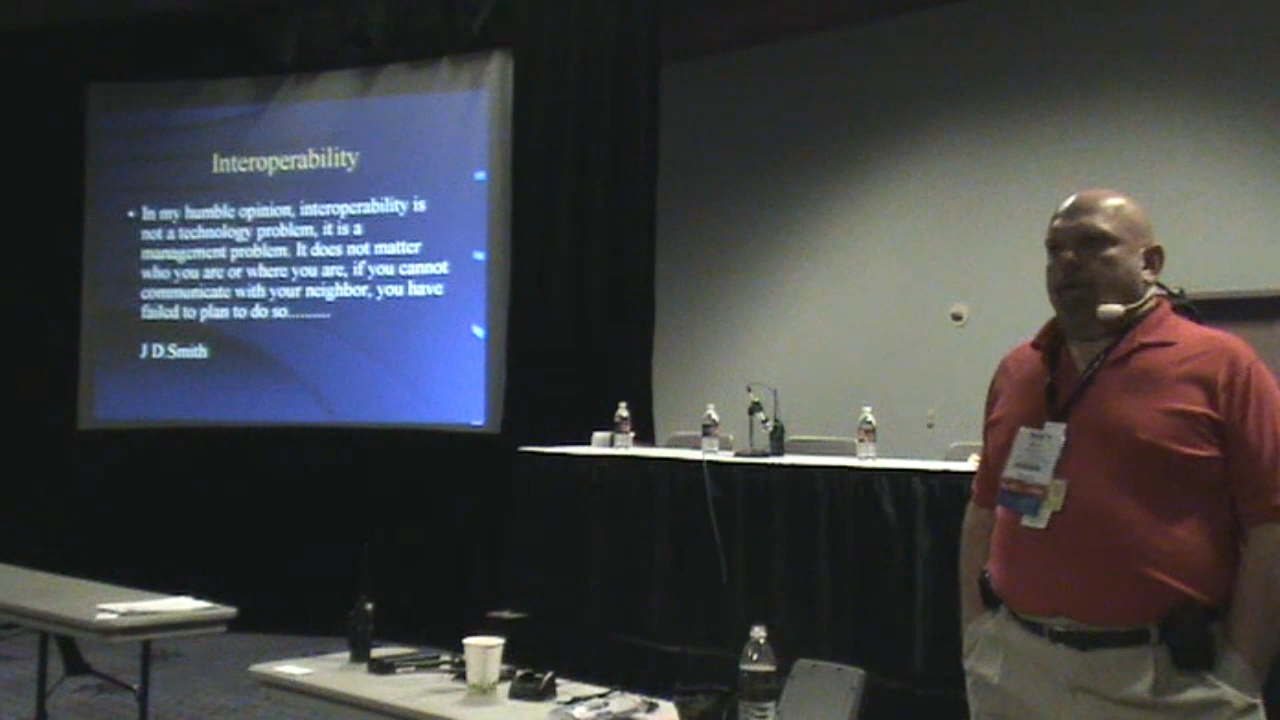 Interoperability
• In my humble opinion, interoperability is
not a technology problem, it is a
management problem. It does not matter
who you are or where you are, if you cannot
communicate with your neighbor, you have
failed to plan to do so..........
J D Smith